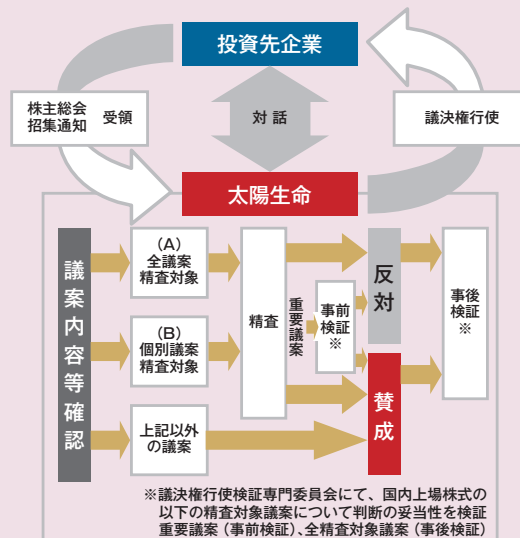 投資先企業
株主総会
招集通知
受領
対話
議決権行使
太陽生命
議案内容等確認
(A)
全議案
精査対象
(B)
個別議案
精査対象
上記以外
の議案
精査
重要議案
事前
検証
※
反対
賛成
事後
検証
※
※議決権行使検証専門委員会にて、国内上場株式の
以下の精査対象議案について判断の妥当性を検証
重要議案(事前検証)、全精査対象議案(事後検証)